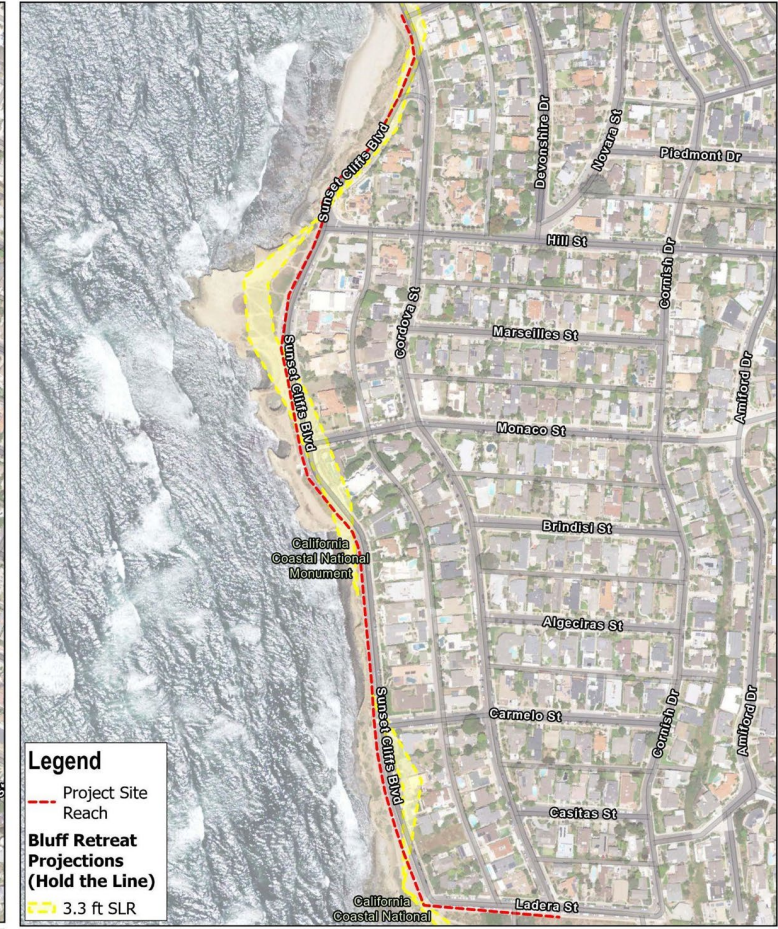 Devonshire Dr
Novara St
Piedmont Dr
Sunset Cliffs Blvd
Hill St
Cornish Dr
Cordova St
Marseilles St
Sunset Cliffs Blvd
Amiford Dr
Monaco St
Brindisi St
California
Coastal National
Monument
Algeciras St
Sunset Cliffs Blvd
Carmelo St
Cornish Dr
Amiford Dr
Casitas St
Ladera St
California
Coastal National
Legend
Project Site
Reach
Bluff Retreat
Projections
(Hold the Line)
3.3 ft SLR